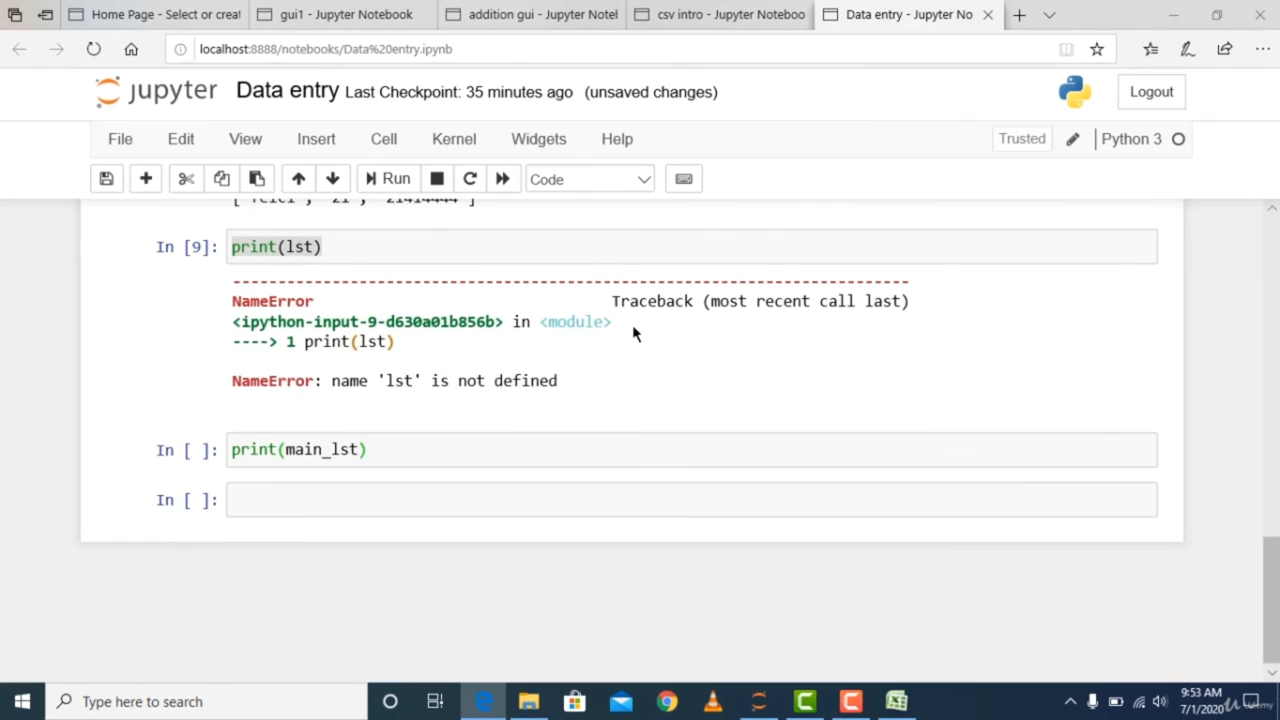 Home Page - Select or creat
gui1 - Jupyter Notebook
addition gui - Jupyter Notel
csv intro - Jupyter Noteboo
Data entry - Jupyter No
localhost:8888/notebooks/Data%20entry.ipynb
jupyter Data entry Last Checkpoint: 35 minutes ago (unsaved changes)
Logout
File Edit View Insert Cell Kernel Widgets Help
Trusted
Python 3
Run
Code
In [9]: print(lst)
NameError Traceback (most recent call last)
<ipython-input-9-d630a01b856b> in <module>
----> 1 print(lst)
NameError: name 'lst' is not defined
In [ ]: print(main_lst)
In [ ]:
Type here to search
9:53 AM
7/1/2020
Udemy